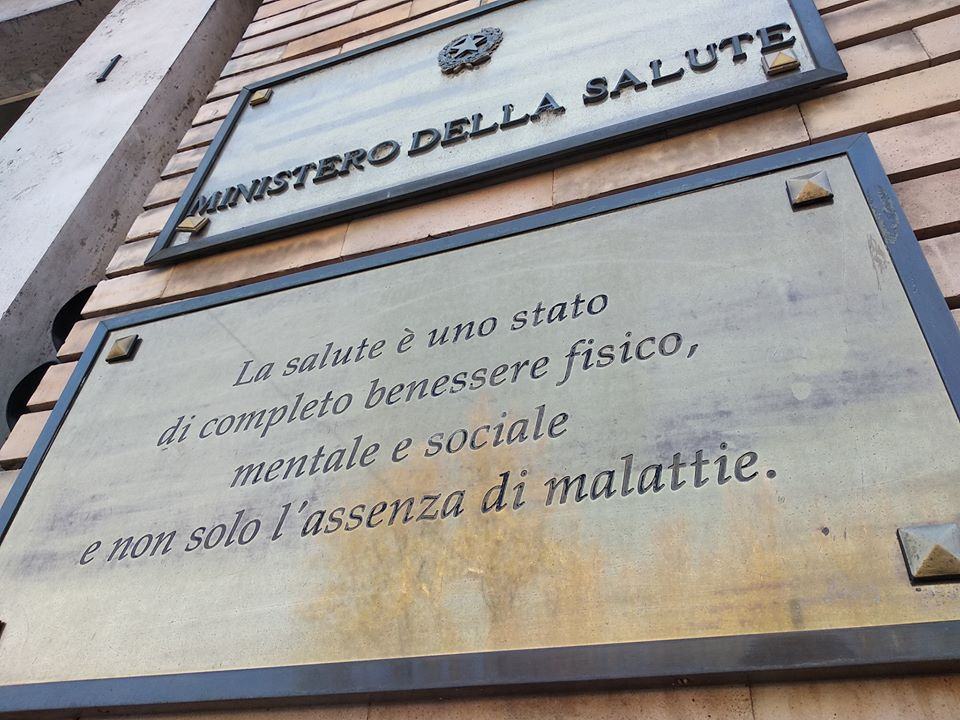 MINISTERO DELLA SALUTE
La salute è uno stato
di completo benessere fisico,
mentale e sociale
e non solo l'assenza di malattie.